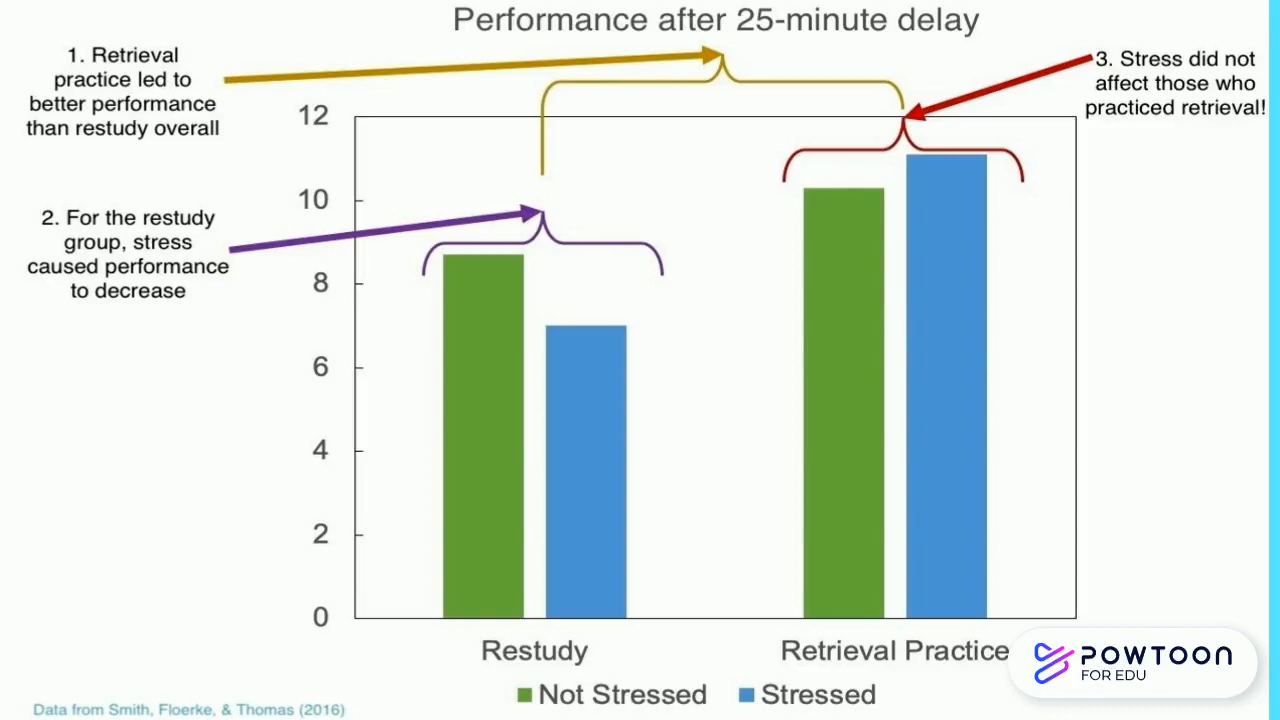 Performance after 25-minute delay
1. Retrieval
practice led to
better performance
than restudy overall
3. Stress did not
affect those who
practiced retrieval!
2. For the restudy
group, stress
caused performance
to decrease
12
10
8
6
4
2
0
Restudy
Retrieval Practice
Not Stressed
Stressed
POWTOON
FOR EDU
Data from Smith, Floerke, & Thomas (2016)